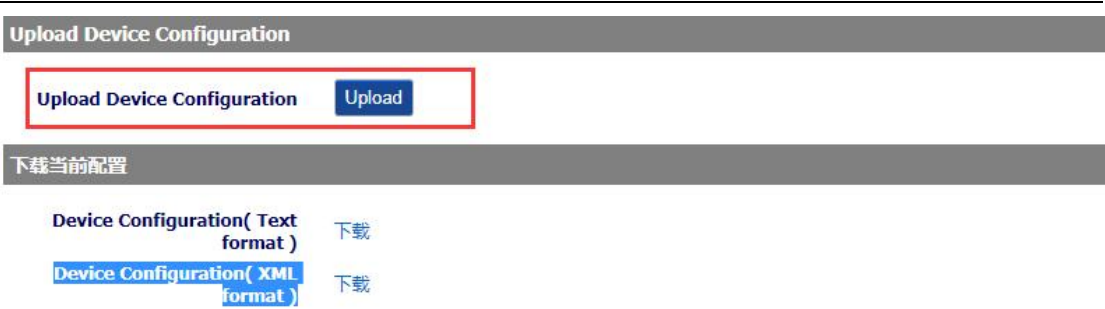 Upload Device Configuration
Upload Device Configuration Upload
下载当前配置
Device Configuration( Text
format ) 下载
Device Configuration( XML
format ) 下载